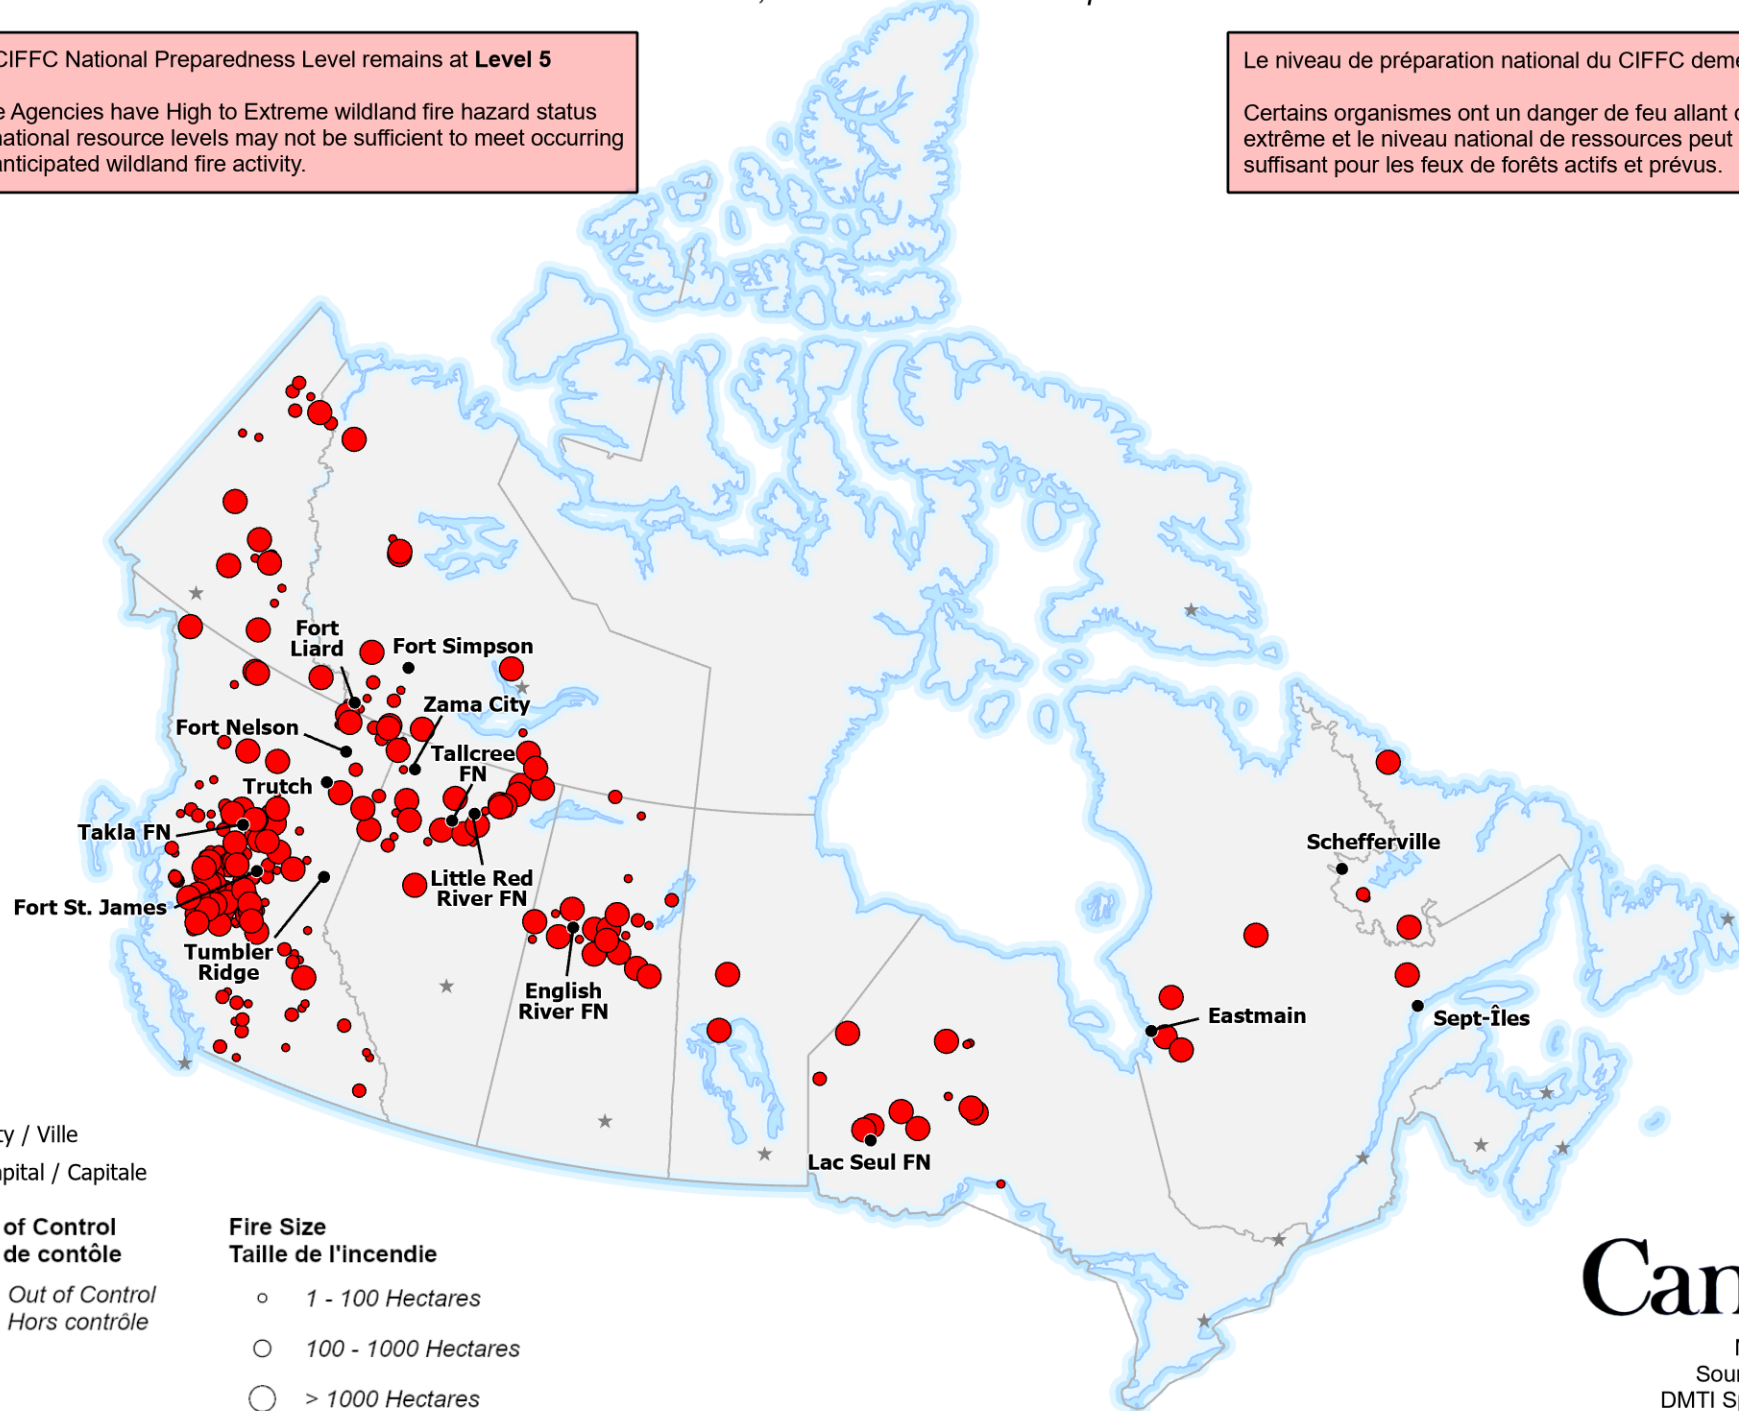 CIFFC National Preparedness Level remains at Level 5
Agencies have High to Extreme wildland fire hazard status
national resource levels may not be sufficient to meet occurring
anticipated wildland fire activity.
Le niveau de préparation national du CIFFC
Certains organismes ont un danger de feu allant
extrême et le niveau national de ressources peut
suffisant pour les feux de forêts actifs et prévus.
Fort
Liard
Fort Simpson
Zama City
Fort Nelson
Tallcree
FN
Trutch
Takla FN
Little Red
River FN
Fort St. James
Tumbler
Ridge
English
River FN
Schefferville
Eastmain
Sept-Îles
Lac Seul FN
/ Ville
/ Capitale
of Control
de contôle
Out of Control
Hors contrôle
Fire Size
Taille de l'incendie
1 - 100 Hectares
100 - 1000 Hectares
> 1000 Hectares
Can
DMTI